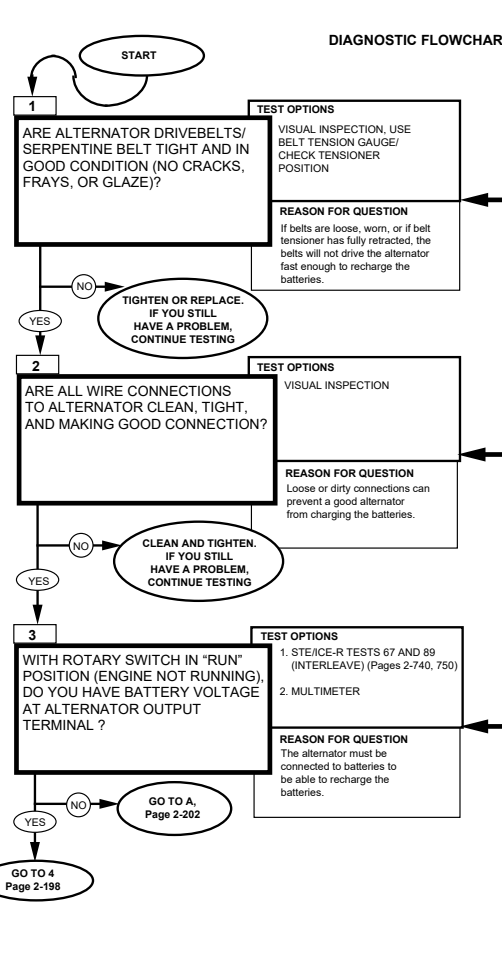 DIAGNOSTIC FLOWCHAR
START
1
ARE ALTERNATOR DRIVEBELTS/
SERPENTINE BELT TIGHT AND IN
GOOD CONDITION (NO CRACKS,
FRAYS, OR GLAZE)?
TEST OPTIONS
VISUAL INSPECTION, USE
BELT TENSION GAUGE/
CHECK TENSIONER
POSITION
REASON FOR QUESTION
If belts are loose, worn, or if belt
tensioner has fully retracted, the
belts will not drive the alternator
fast enough to recharge the
batteries.
NO
TIGHTEN OR REPLACE.
IF YOU STILL
HAVE A PROBLEM,
CONTINUE TESTING
YES
2
ARE ALL WIRE CONNECTIONS
TO ALTERNATOR CLEAN, TIGHT,
AND MAKING GOOD CONNECTION?
TEST OPTIONS
VISUAL INSPECTION
REASON FOR QUESTION
Loose or dirty connections can
prevent a good alternator
from charging the batteries.
NO
CLEAN AND TIGHTEN.
IF YOU STILL
HAVE A PROBLEM,
CONTINUE TESTING
YES
3
WITH ROTARY SWITCH IN “RUN”
POSITION (ENGINE NOT RUNNING),
DO YOU HAVE BATTERY VOLTAGE
AT ALTERNATOR OUTPUT
TERMINAL ?
TEST OPTIONS
1. STE/ICE-R TESTS 67 AND 89
(INTERLEAVE) (Pages 2-740, 750)
2. MULTIMETER
REASON FOR QUESTION
The alternator must be
connected to batteries to
be able to recharge the
batteries.
NO
GO TO A,
Page 2-202
YES
GO TO 4
Page 2-198